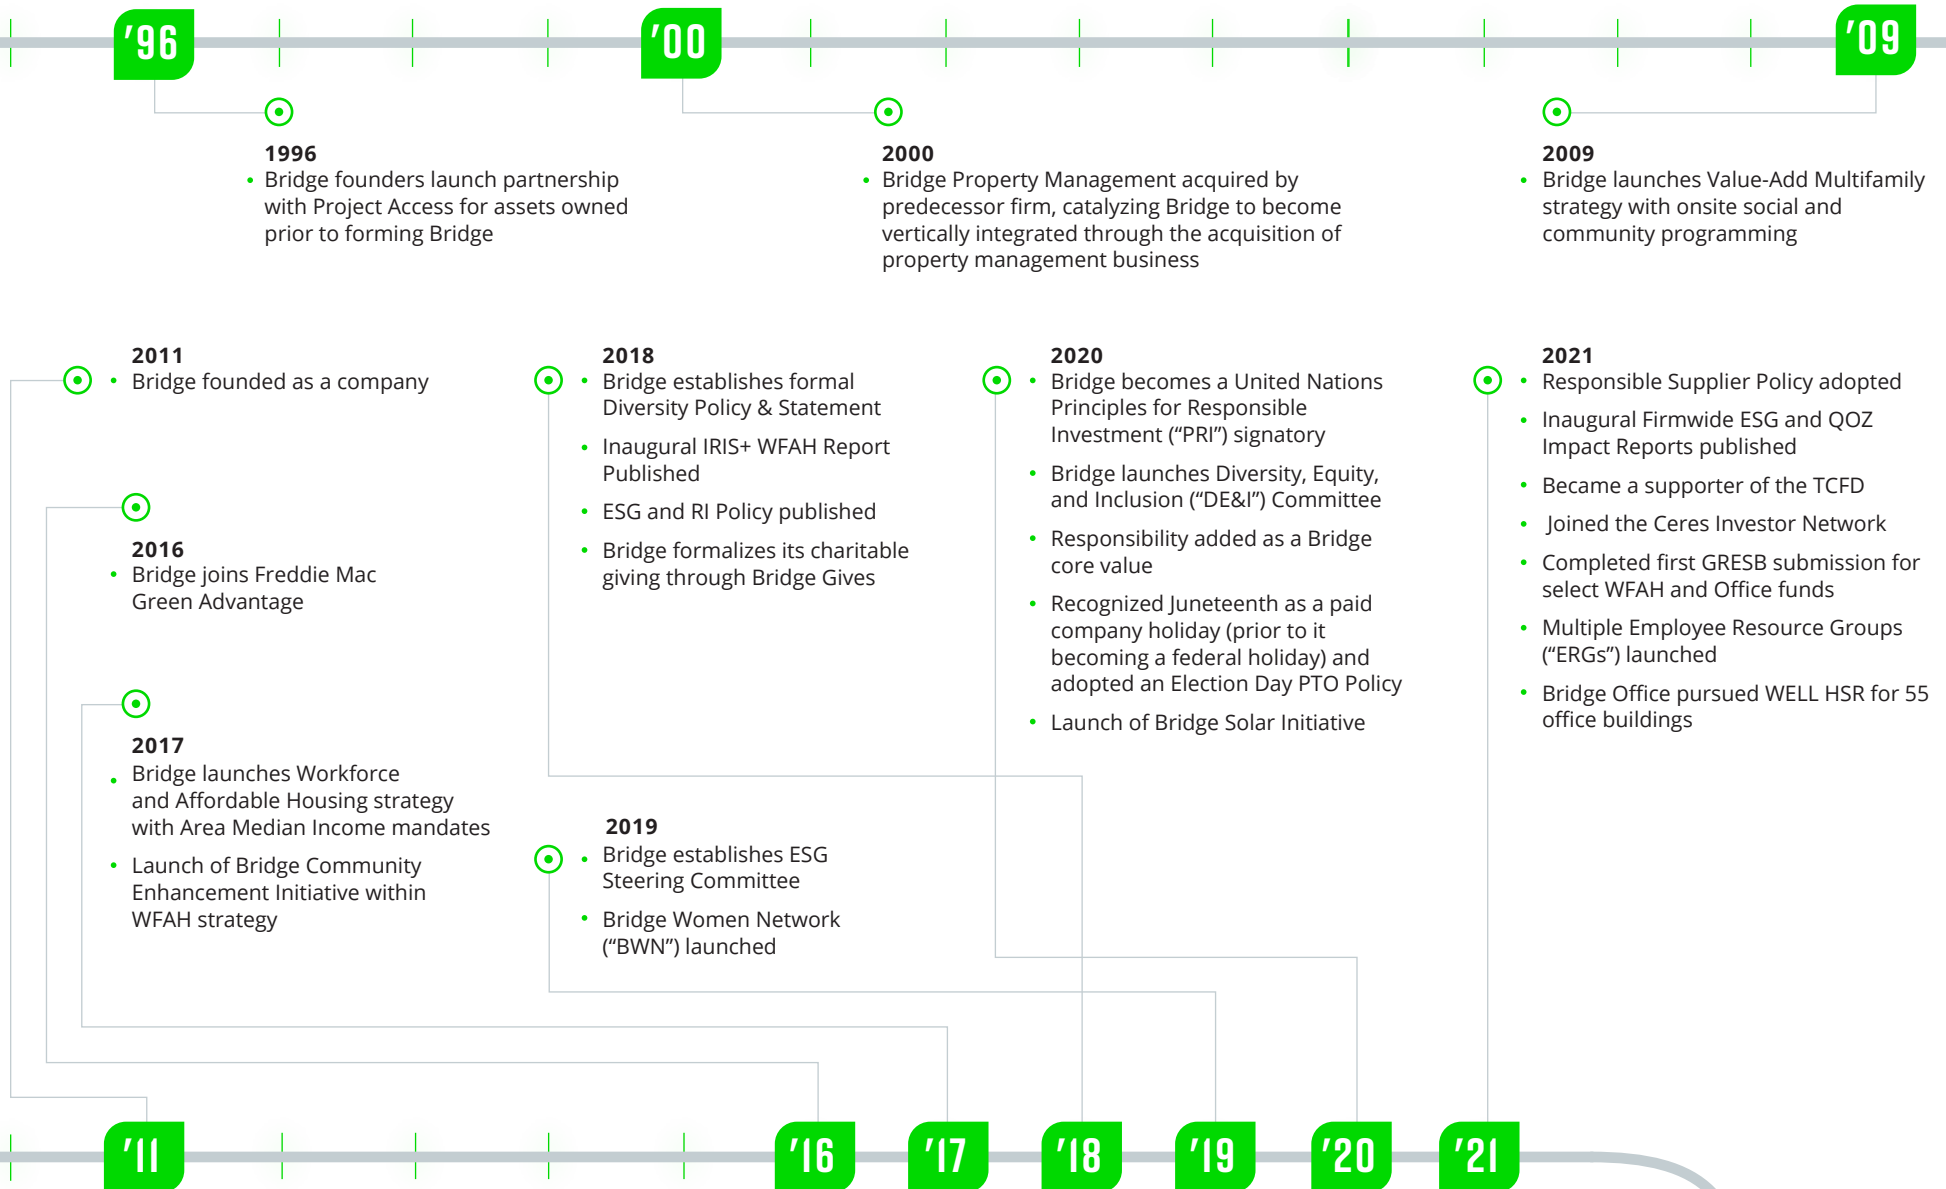 ’96
’00
’09
1996
• Bridge founders launch partnership
with Project Access for assets owned
prior to forming Bridge
2000
• Bridge Property Management acquired by
predecessor firm, catalyzing Bridge to become
vertically integrated through the acquisition of
property management business
2009
• Bridge launches Value-Add Multifamily
strategy with onsite social and
community programming
2011
• Bridge founded as a company
2016
• Bridge joins Freddie Mac
Green Advantage
2017
• Bridge launches Workforce
and Affordable Housing strategy
with Area Median Income mandates
• Launch of Bridge Community
Enhancement Initiative within
WFAH strategy
2018
• Bridge establishes formal
Diversity Policy & Statement
• Inaugural IRIS+ WFAH Report
Published
• ESG and RI Policy published
• Bridge formalizes its charitable
giving through Bridge Gives
2019
• Bridge establishes ESG
Steering Committee
• Bridge Women Network
(“BWN”) launched
2020
• Bridge becomes a United Nations
Principles for Responsible
Investment (“PRI”) signatory
• Bridge launches Diversity, Equity,
and Inclusion (“DE&I”) Committee
• Responsibility added as a Bridge
core value
• Recognized Juneteenth as a paid
company holiday (prior to it
becoming a federal holiday) and
adopted an Election Day PTO Policy
• Launch of Bridge Solar Initiative
2021
• Responsible Supplier Policy adopted
• Inaugural Firmwide ESG and QOZ
Impact Reports published
• Became a supporter of the TCFD
• Joined the Ceres Investor Network
• Completed first GRESB submission for
select WFAH and Office funds
• Multiple Employee Resource Groups
(“ERGs”) launched
• Bridge Office pursued WELL HSR for 55
office buildings
’11
’16
’17
’18
’19
’20
’21